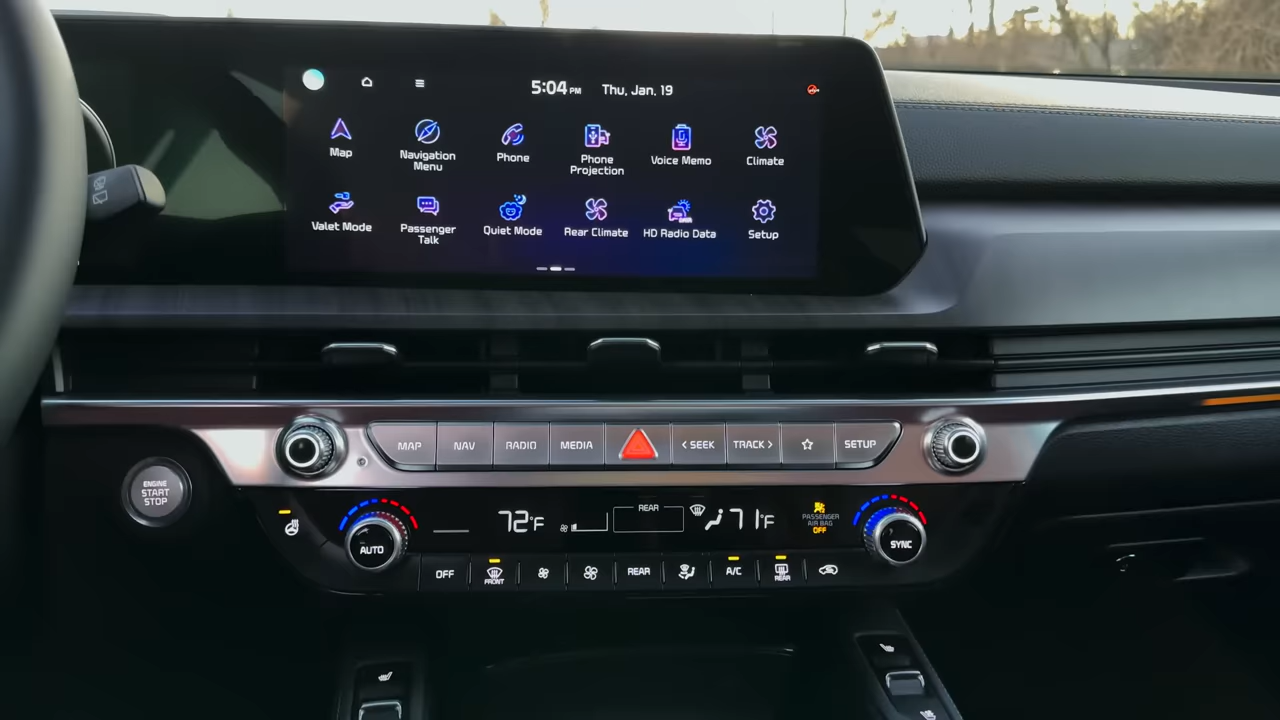 5:04 PM Thu, Jan. 19
Map
Navigation
Menu
Phone
Phone
Projection
Voice Memo
Climate
Valet Mode
Passenger
Talk
Quiet Mode
Rear Climate
HD Radio Data
Setup
MAP
NAV
RADIO
MEDIA
< SEEK
TRACK >
SETUP
ENGINE
START
STOP
AUTO
72°F
REAR
71°F
PASSENGER
AIR BAG
OFF
SYNC
OFF
FRONT
REAR
A/C
REAR